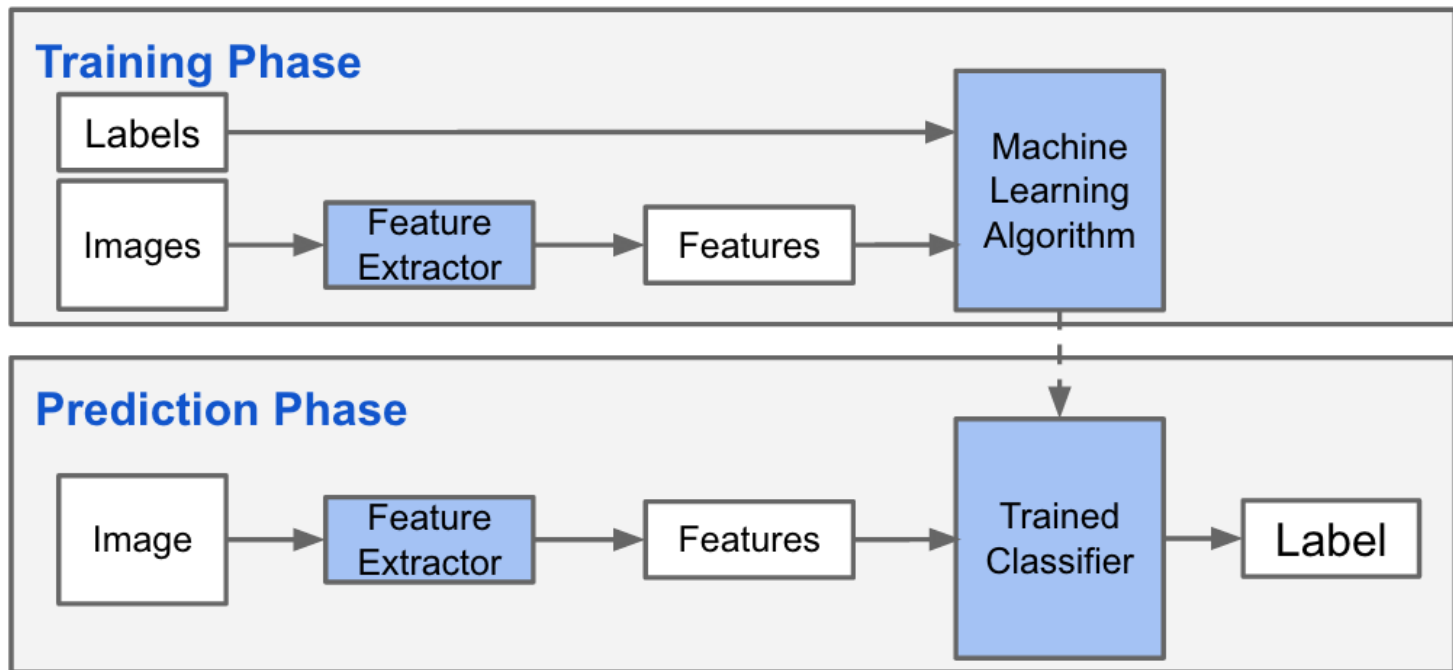 Training Phase
Labels
Images
Feature
Extractor
Features
Machine
Learning
Algorithm
Prediction Phase
Image
Feature
Extractor
Features
Trained
Classifier
Label